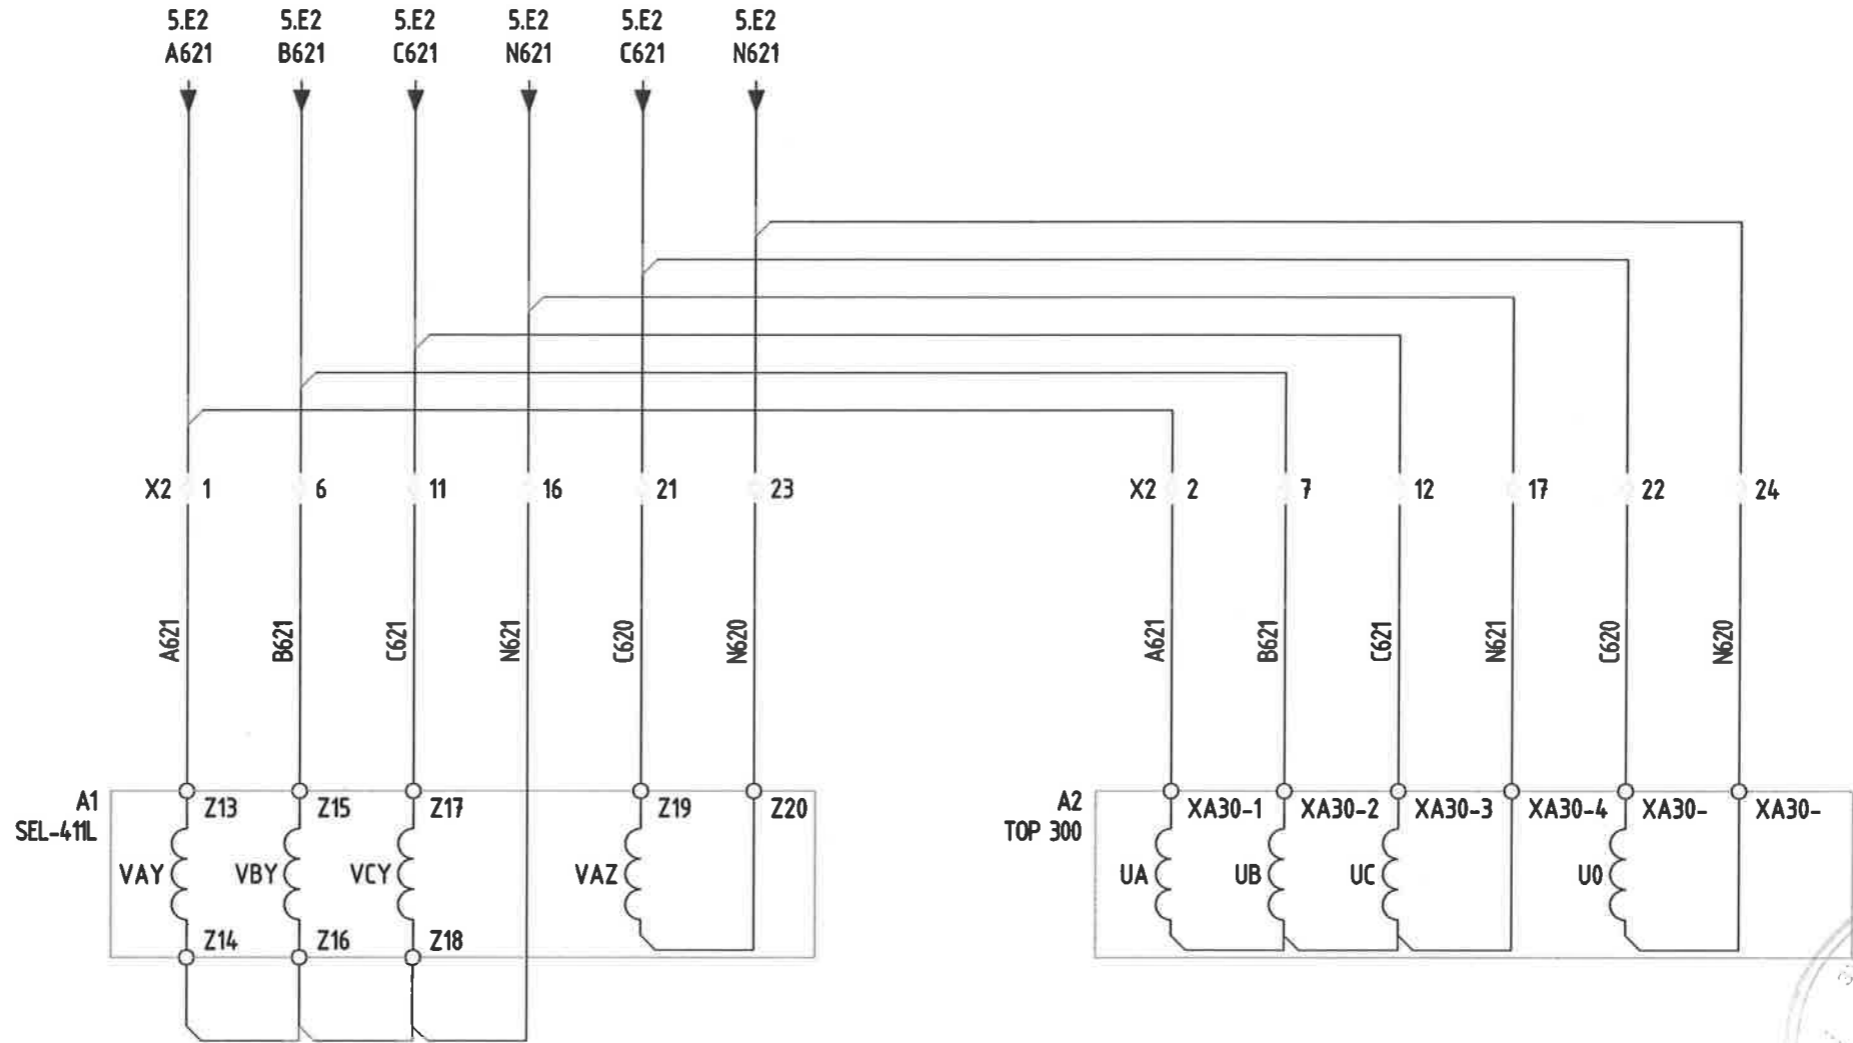 5.E2 5.E2 5.E2 5.E2 5.E2 5.E2
A621 B621 C621 N621 C621 N621
X2 1 6 11 16 21 23 X2 2 7 12 17 22 24
A621 B621 C621 N621 C620 N620 A621 B621 C621 N621 C620 N620
A1 Z13 Z15 Z17 Z19 Z20 A2 XA30-1 XA30-2 XA30-3 XA30-4 XA30- XA30-
SEL-411L TOP 300
VAY VBY VCY VAZ UA UB UC U0
Z14 Z16 Z18